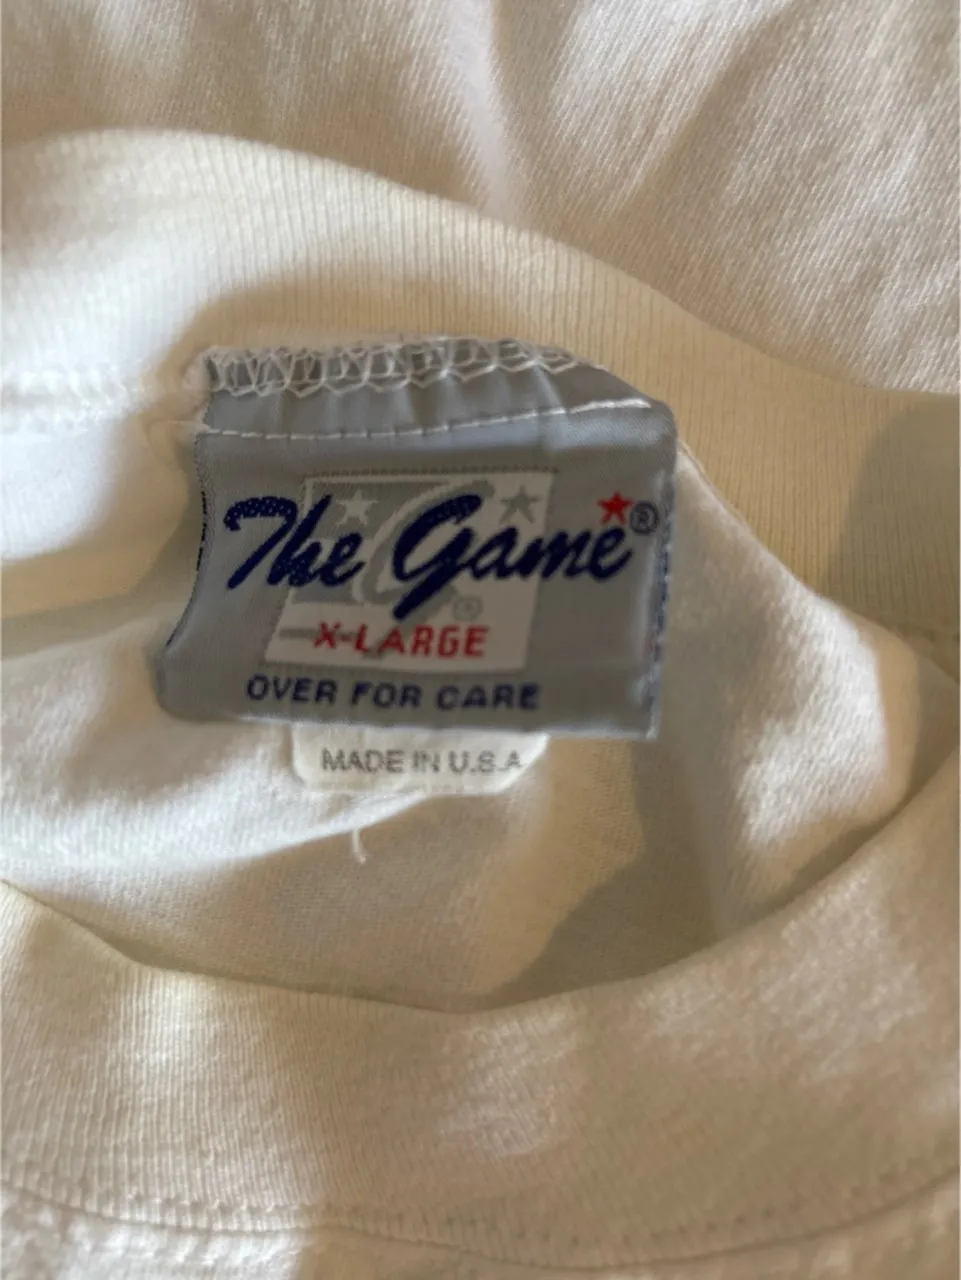 The Game®
X-LARGE
OVER FOR CARE
MADE IN U.S.A